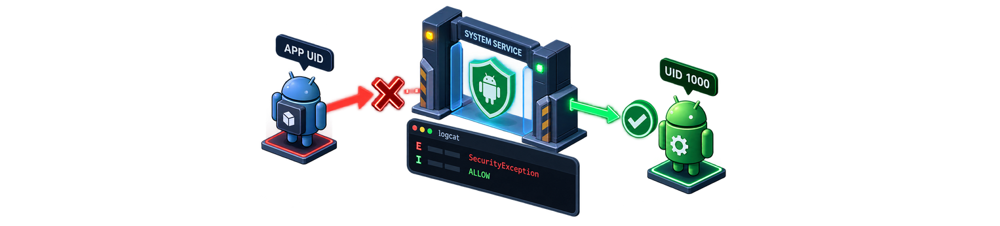 APP UID
SYSTEM SERVICE
UID 1000
logcat
E SecurityException
I ALLOW